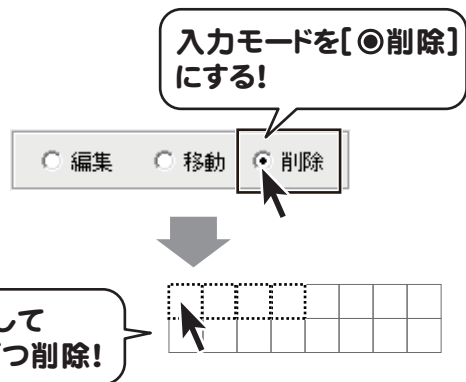 入力モードを[◉削除]
にする!
編集 移動 削除
して
つ削除!